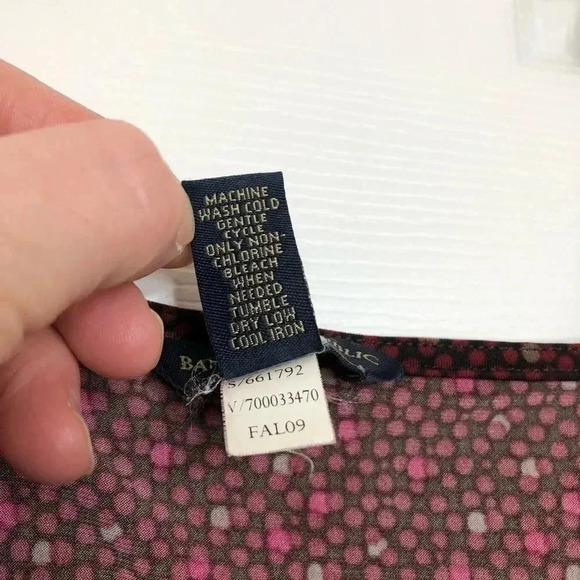 MACHINE
WASH COLD
GENTLE
CYCLE
ONLY NON-
CHLORINE
BLEACH
WHEN
NEEDED
TUMBLE
DRY LOW
COOL IRON
S/661792
V/700033470
FAL09